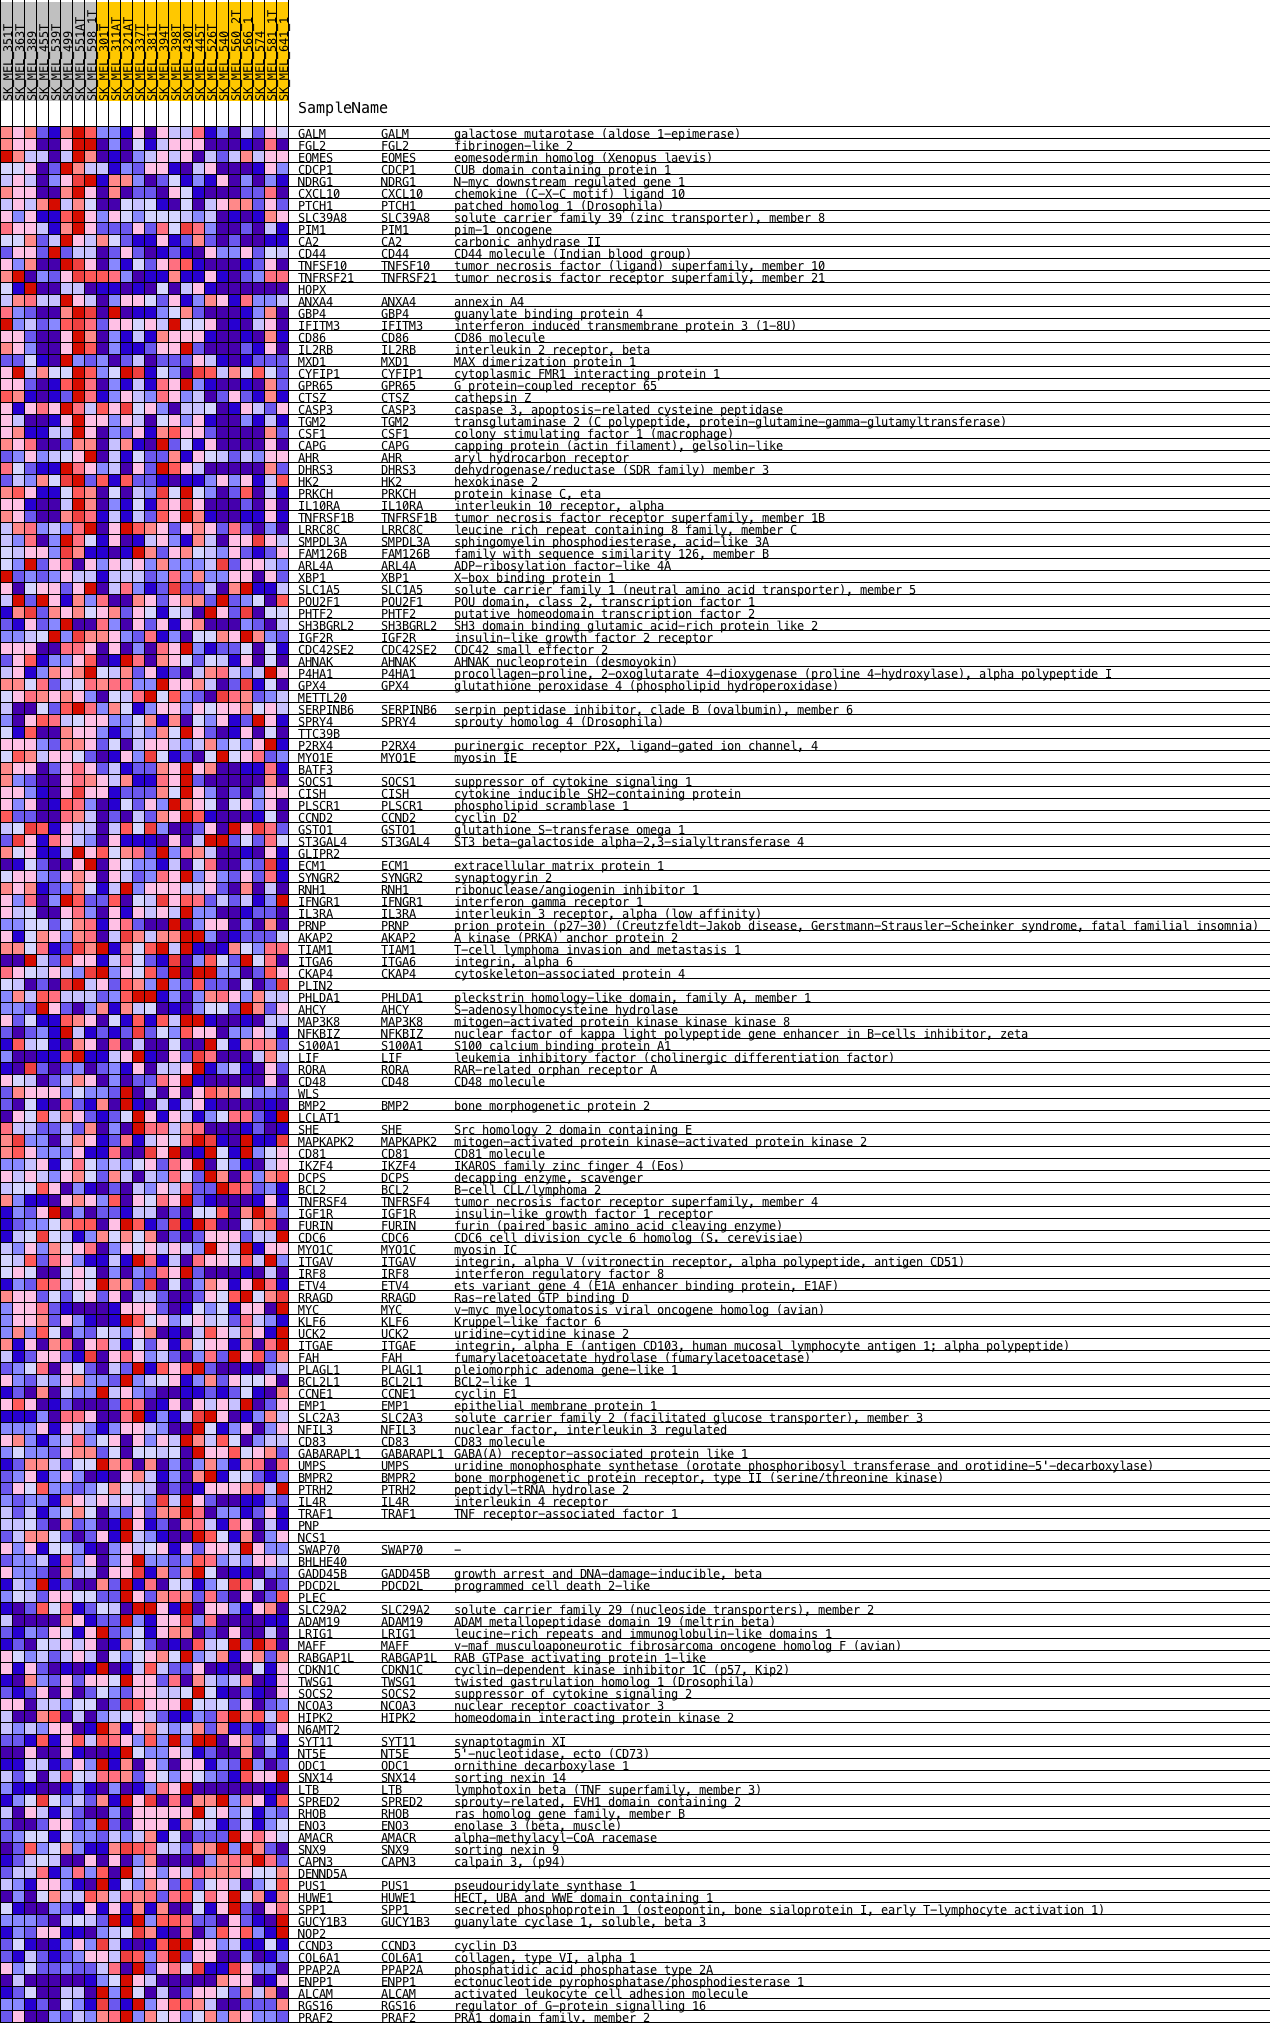 SK_MEL_351T
SK_MEL_363T
SK_MEL_389
SK_MEL_455T
SK_MEL_539T
SK_MEL_499
SK_MEL_551AT
SK_MEL_598_1T
SK_MEL_301T
SK_MEL_311AT
SK_MEL_321AT
SK_MEL_337T
SK_MEL_381T
SK_MEL_394T
SK_MEL_398T
SK_MEL_430T
SK_MEL_445T
SK_MEL_526T
SK_MEL_540
SK_MEL_560_2T
SK_MEL_566_1
SK_MEL_574
SK_MEL_581_1T
SK_MEL_641_1
SampleName
GALM GALM galactose mutarotase (aldose 1-epimerase)
FGL2 FGL2 fibrinogen-like 2
EOMES EOMES eomesodermin homolog (Xenopus laevis)
CDCP1 CDCP1 CUB domain containing protein 1
NDRG1 NDRG1 N-myc downstream regulated gene 1
CXCL10 CXCL10 chemokine (C-X-C motif) ligand 10
PTCH1 PTCH1 patched homolog 1 (Drosophila)
SLC39A8 SLC39A8 solute carrier family 39 (zinc transporter), member 8
PIM1 PIM1 pim-1 oncogene
CA2 CA2 carbonic anhydrase II
CD44 CD44 CD44 molecule (Indian blood group)
TNFSF10 TNFSF10 tumor necrosis factor (ligand) superfamily, member 10
TNFRSF21 TNFRSF21 tumor necrosis factor receptor superfamily, member 21
HOPX
ANXA4 ANXA4 annexin A4
GBP4 GBP4 guanylate binding protein 4
IFITM3 IFITM3 interferon induced transmembrane protein 3 (1-8U)
CD86 CD86 CD86 molecule
IL2RB IL2RB interleukin 2 receptor, beta
MXD1 MXD1 MAX dimerization protein 1
CYFIP1 CYFIP1 cytoplasmic FMR1 interacting protein 1
GPR65 GPR65 G protein-coupled receptor 65
CTSZ CTSZ cathepsin Z
CASP3 CASP3 caspase 3, apoptosis-related cysteine peptidase
TGM2 TGM2 transglutaminase 2 (C polypeptide, protein-glutamine-gamma-glutamyltransferase)
CSF1 CSF1 colony stimulating factor 1 (macrophage)
CAPG CAPG capping protein (actin filament), gelsolin-like
AHR AHR aryl hydrocarbon receptor
DHRS3 DHRS3 dehydrogenase/reductase (SDR family) member 3
HK2 HK2 hexokinase 2
PRKCH PRKCH protein kinase C, eta
IL10RA IL10RA interleukin 10 receptor, alpha
TNFRSF1B TNFRSF1B tumor necrosis factor receptor superfamily, member 1B
LRRC8C LRRC8C leucine rich repeat containing 8 family, member C
SMPDL3A SMPDL3A sphingomyelin phosphodiesterase, acid-like 3A
FAM126B FAM126B family with sequence similarity 126, member B
ARL4A ARL4A ADP-ribosylation factor-like 4A
XBP1 XBP1 X-box binding protein 1
SLC1A5 SLC1A5 solute carrier family 1 (neutral amino acid transporter), member 5
POU2F1 POU2F1 POU domain, class 2, transcription factor 1
PHTF2 PHTF2 putative homeodomain transcription factor 2
SH3BGRL2 SH3BGRL2 SH3 domain binding glutamic acid-rich protein like 2
IGF2R IGF2R insulin-like growth factor 2 receptor
CDC42SE2 CDC42SE2 CDC42 small effector 2
AHNAK AHNAK AHNAK nucleoprotein (desmoyokin)
P4HA1 P4HA1 procollagen-proline, 2-oxoglutarate 4-dioxygenase (proline 4-hydroxylase), alpha polypeptide I
GPX4 GPX4 glutathione peroxidase 4 (phospholipid hydroperoxidase)
METTL20
SERPINB6 SERPINB6 serpin peptidase inhibitor, clade B (ovalbumin), member 6
SPRY4 SPRY4 sprouty homolog 4 (Drosophila)
TTC39B
P2RX4 P2RX4 purinergic receptor P2X, ligand-gated ion channel, 4
MYO1E MYO1E myosin IE
BATF3
SOCS1 SOCS1 suppressor of cytokine signaling 1
CISH CISH cytokine inducible SH2-containing protein
PLSCR1 PLSCR1 phospholipid scramblase 1
CCND2 CCND2 cyclin D2
GSTO1 GSTO1 glutathione S-transferase omega 1
ST3GAL4 ST3GAL4 ST3 beta-galactoside alpha-2,3-sialyltransferase 4
GLIPR2
ECM1 ECM1 extracellular matrix protein 1
SYNGR2 SYNGR2 synaptogyrin 2
RNH1 RNH1 ribonuclease/angiogenin inhibitor 1
IFNGR1 IFNGR1 interferon gamma receptor 1
IL3RA IL3RA interleukin 3 receptor, alpha (low affinity)
PRNP PRNP prion protein (p27-30) (Creutzfeldt-Jakob disease, Gerstmann-Strausler-Scheinker syndrome, fatal familial insomnia)
AKAP2 AKAP2 A kinase (PRKA) anchor protein 2
TIAM1 TIAM1 T-cell lymphoma invasion and metastasis 1
ITGA6 ITGA6 integrin, alpha 6
CKAP4 CKAP4 cytoskeleton-associated protein 4
PLIN2
PHLDA1 PHLDA1 pleckstrin homology-like domain, family A, member 1
AHCY AHCY S-adenosylhomocysteine hydrolase
MAP3K8 MAP3K8 mitogen-activated protein kinase kinase kinase 8
NFKBIZ NFKBIZ nuclear factor of kappa light polypeptide gene enhancer in B-cells inhibitor, zeta
S100A1 S100A1 S100 calcium binding protein A1
LIF LIF leukemia inhibitory factor (cholinergic differentiation factor)
RORA RORA RAR-related orphan receptor A
CD48 CD48 CD48 molecule
WLS
BMP2 BMP2 bone morphogenetic protein 2
LCLAT1
SHE SHE Src homology 2 domain containing E
MAPKAPK2 MAPKAPK2 mitogen-activated protein kinase-activated protein kinase 2
CD81 CD81 CD81 molecule
IKZF4 IKZF4 IKAROS family zinc finger 4 (Eos)
DCPS DCPS decapping enzyme, scavenger
BCL2 BCL2 B-cell CLL/lymphoma 2
TNFRSF4 TNFRSF4 tumor necrosis factor receptor superfamily, member 4
IGF1R IGF1R insulin-like growth factor 1 receptor
FURIN FURIN furin (paired basic amino acid cleaving enzyme)
CDC6 CDC6 CDC6 cell division cycle 6 homolog (S. cerevisiae)
MYO1C MYO1C myosin IC
ITGAV ITGAV integrin, alpha V (vitronectin receptor, alpha polypeptide, antigen CD51)
IRF8 IRF8 interferon regulatory factor 8
ETV4 ETV4 ets variant gene 4 (E1A enhancer binding protein, E1AF)
RRAGD RRAGD Ras-related GTP binding D
MYC MYC v-myc myelocytomatosis viral oncogene homolog (avian)
KLF6 KLF6 Kruppel-like factor 6
UCK2 UCK2 uridine-cytidine kinase 2
ITGAE ITGAE integrin, alpha E (antigen CD103, human mucosal lymphocyte antigen 1; alpha polypeptide)
FAH FAH fumarylacetoacetate hydrolase (fumarylacetoacetase)
PLAGL1 PLAGL1 pleiomorphic adenoma gene-like 1
BCL2L1 BCL2L1 BCL2-like 1
CCNE1 CCNE1 cyclin E1
EMP1 EMP1 epithelial membrane protein 1
SLC2A3 SLC2A3 solute carrier family 2 (facilitated glucose transporter), member 3
NFIL3 NFIL3 nuclear factor, interleukin 3 regulated
CD83 CD83 CD83 molecule
GABARAPL1 GABARAPL1 GABA(A) receptor-associated protein like 1
UMPS UMPS uridine monophosphate synthetase (orotate phosphoribosyl transferase and orotidine-5'-decarboxylase)
BMPR2 BMPR2 bone morphogenetic protein receptor, type II (serine/threonine kinase)
PTRH2 PTRH2 peptidyl-tRNA hydrolase 2
IL4R IL4R interleukin 4 receptor
TRAF1 TRAF1 TNF receptor-associated factor 1
PNP
NCS1
SWAP70 SWAP70 -
BHLHE40
GADD45B GADD45B growth arrest and DNA-damage-inducible, beta
PDCD2L PDCD2L programmed cell death 2-like
PLEC
SLC29A2 SLC29A2 solute carrier family 29 (nucleoside transporters), member 2
ADAM19 ADAM19 ADAM metallopeptidase domain 19 (meltrin beta)
LRIG1 LRIG1 leucine-rich repeats and immunoglobulin-like domains 1
MAFF MAFF v-maf musculoaponeurotic fibrosarcoma oncogene homolog F (avian)
RABGAP1L RABGAP1L RAB GTPase activating protein 1-like
CDKN1C CDKN1C cyclin-dependent kinase inhibitor 1C (p57, Kip2)
TWSG1 TWSG1 twisted gastrulation homolog 1 (Drosophila)
SOCS2 SOCS2 suppressor of cytokine signaling 2
NCOA3 NCOA3 nuclear receptor coactivator 3
HIPK2 HIPK2 homeodomain interacting protein kinase 2
N6AMT2
SYT11 SYT11 synaptotagmin XI
NT5E NT5E 5'-nucleotidase, ecto (CD73)
ODC1 ODC1 ornithine decarboxylase 1
SNX14 SNX14 sorting nexin 14
LTB LTB lymphotoxin beta (TNF superfamily, member 3)
SPRED2 SPRED2 sprouty-related, EVH1 domain containing 2
RHOB RHOB ras homolog gene family, member B
ENO3 ENO3 enolase 3 (beta, muscle)
AMACR AMACR alpha-methylacyl-CoA racemase
SNX9 SNX9 sorting nexin 9
CAPN3 CAPN3 calpain 3, (p94)
DENND5A
PUS1 PUS1 pseudouridylate synthase 1
HUWE1 HUWE1 HECT, UBA and WWE domain containing 1
SPP1 SPP1 secreted phosphoprotein 1 (osteopontin, bone sialoprotein I, early T-lymphocyte activation 1)
GUCY1B3 GUCY1B3 guanylate cyclase 1, soluble, beta 3
NOP2
CCND3 CCND3 cyclin D3
COL6A1 COL6A1 collagen, type VI, alpha 1
PPAP2A PPAP2A phosphatidic acid phosphatase type 2A
ENPP1 ENPP1 ectonucleotide pyrophosphatase/phosphodiesterase 1
ALCAM ALCAM activated leukocyte cell adhesion molecule
RGS16 RGS16 regulator of G-protein signalling 16
PRAF2 PRAF2 PRA1 domain family, member 2